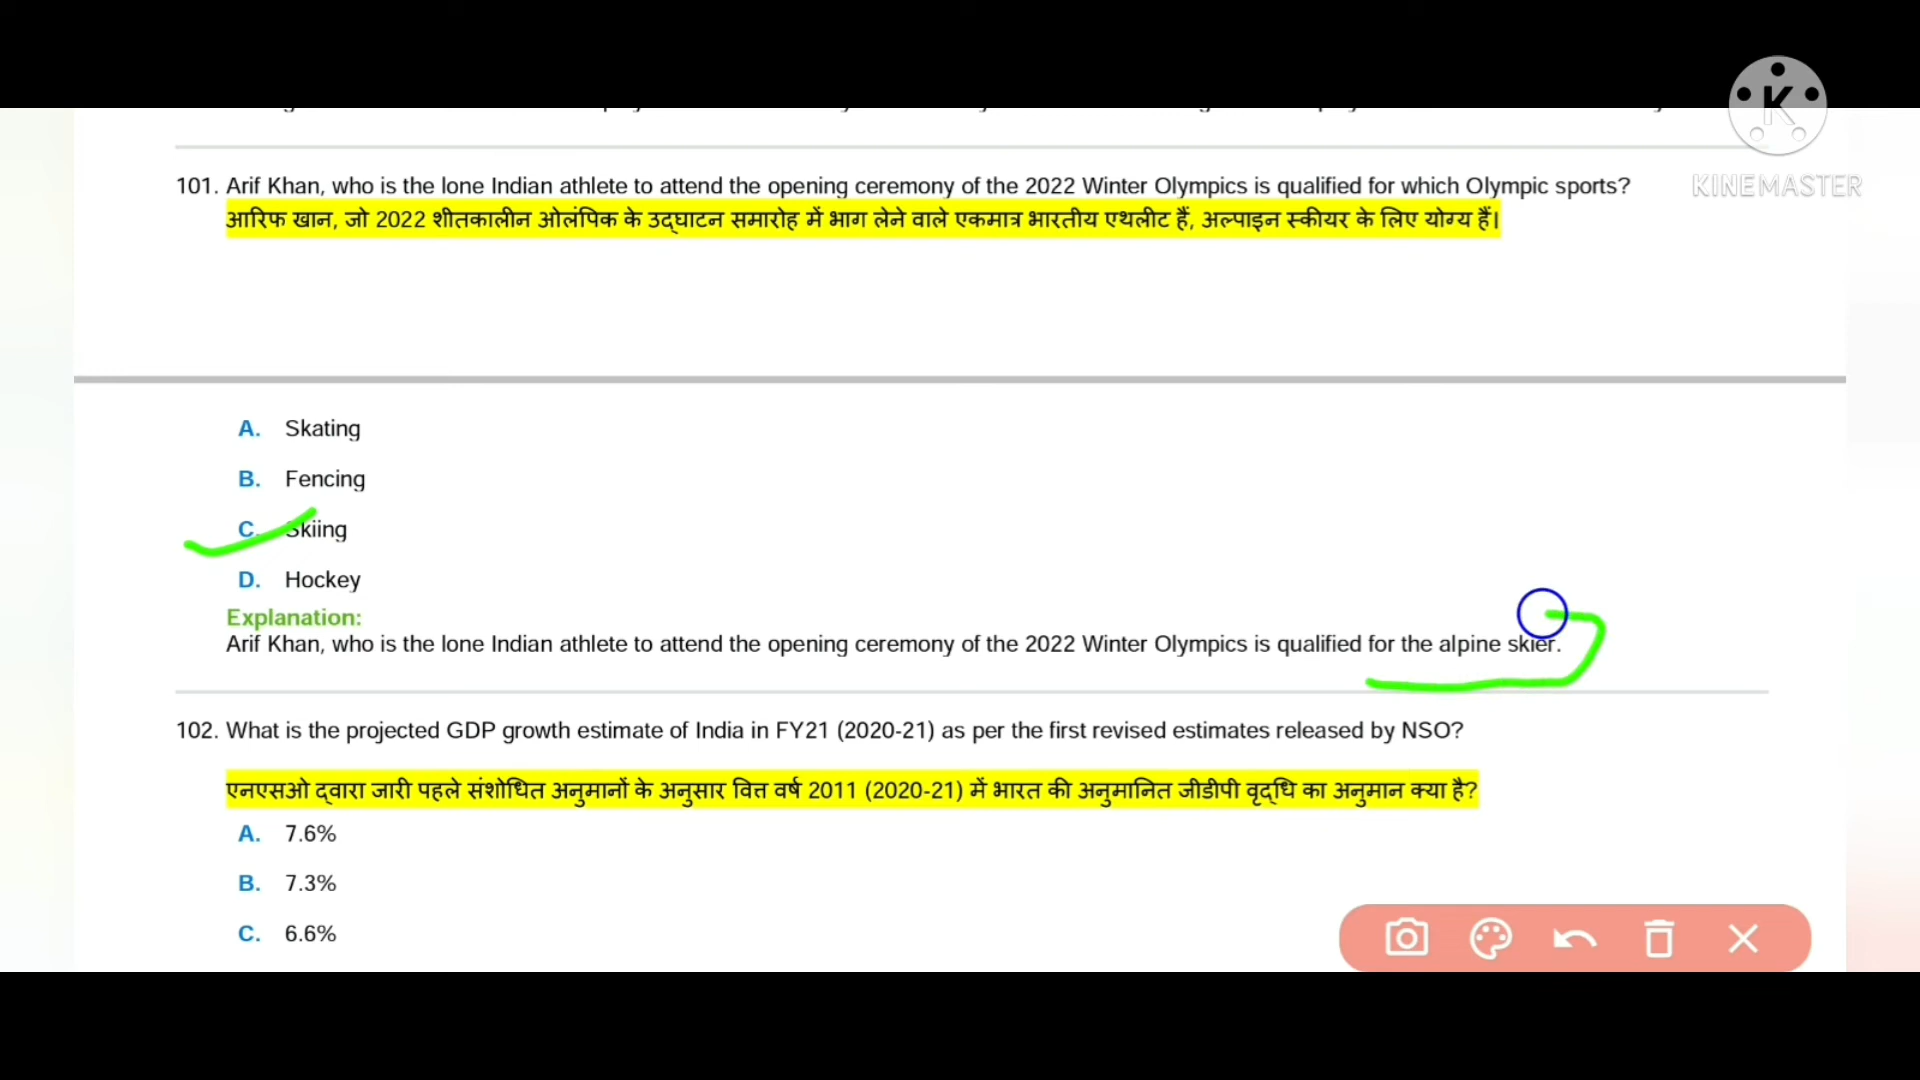 K
KINEMASTER
101. Arif Khan, who is the lone Indian athlete to attend the opening ceremony of the 2022 Winter Olympics is qualified for which Olympic sports?
आरिफ खान, जो 2022 शीतकालीन ओलंपिक के उद्घाटन समारोह में भाग लेने वाले एकमात्र भारतीय एथलीट हैं, अल्पाइन स्कीयर के लिए योग्य हैं।
A. Skating
B. Fencing
C. Skiing
D. Hockey
Explanation:
Arif Khan, who is the lone Indian athlete to attend the opening ceremony of the 2022 Winter Olympics is qualified for the alpine skier.
102. What is the projected GDP growth estimate of India in FY21 (2020-21) as per the first revised estimates released by NSO?
एनएसओ द्वारा जारी पहले संशोधित अनुमानों के अनुसार वित्त वर्ष 2011 (2020-21) में भारत की अनुमानित जीडीपी वृद्धि का अनुमान क्या है?
A. 7.6%
B. 7.3%
C. 6.6%